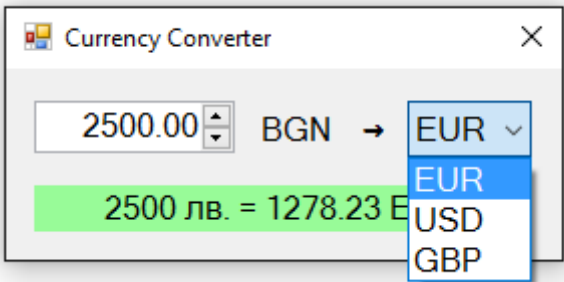 Currency Converter
2500.00 BGN → EUR
EUR
2500 лв. = 1278.23 E
USD
GBP